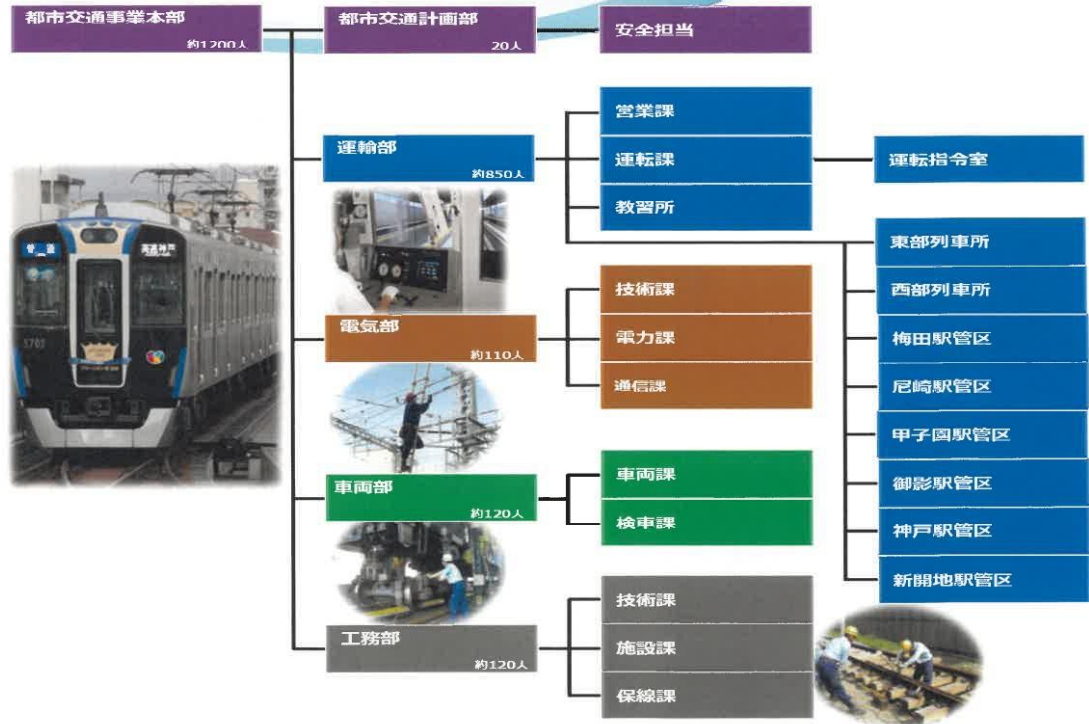 都市交通事業本部
約1200人
都市交通計画部
20人
安全担当
運輸部
約850人
営業課
運転課
教習所
運転指令室
東部列車所
西部列車所
梅田駅管区
尼崎駅管区
甲子園駅管区
御影駅管区
神戸駅管区
新開地駅管区
電気部
約110人
技術課
電力課
通信課
車両部
約120人
車両課
検車課
工務部
約120人
技術課
施設課
保線課
普通
高速神戸
5703